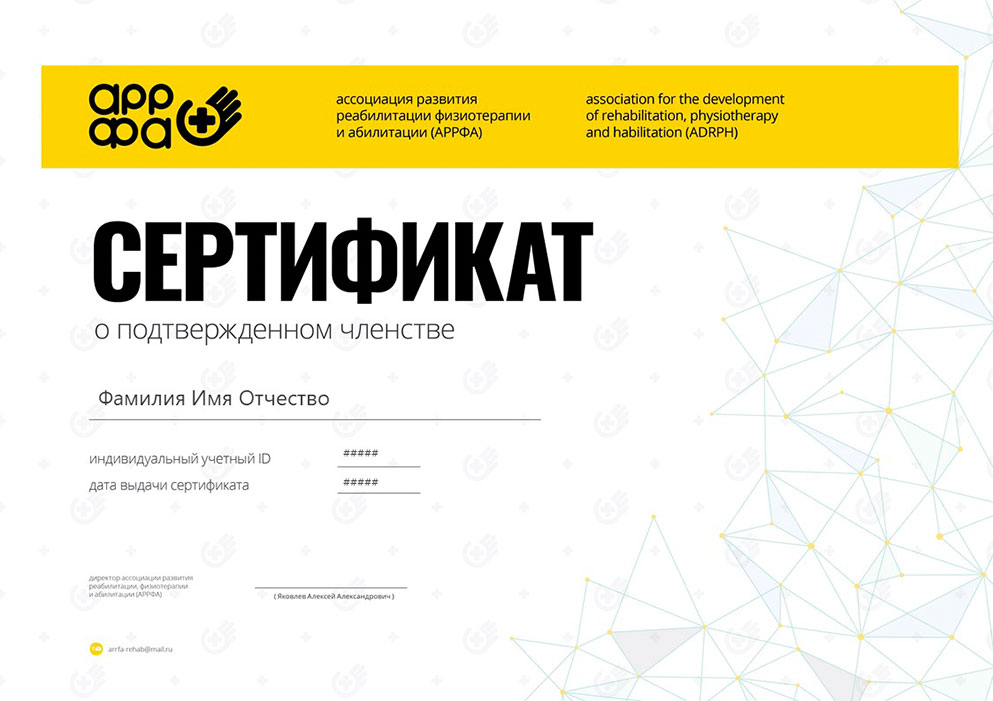 арр
фа
ассоциация развития
реабилитации физиотерапии
и абилитации (АРРФА)
association for the development
of rehabilitation, physiotherapy
and habilitation (ADRPH)
СЕРТИФИКАТ
о подтвержденном членстве
Фамилия Имя Отчество
индивидуальный учетный ID #####
дата выдачи сертификата #####
директор ассоциации развития
реабилитации, физиотерапии
и абилитации (АРРФА)
( Яковлев Алексей Александрович )
arrfa-rehab@mail.ru